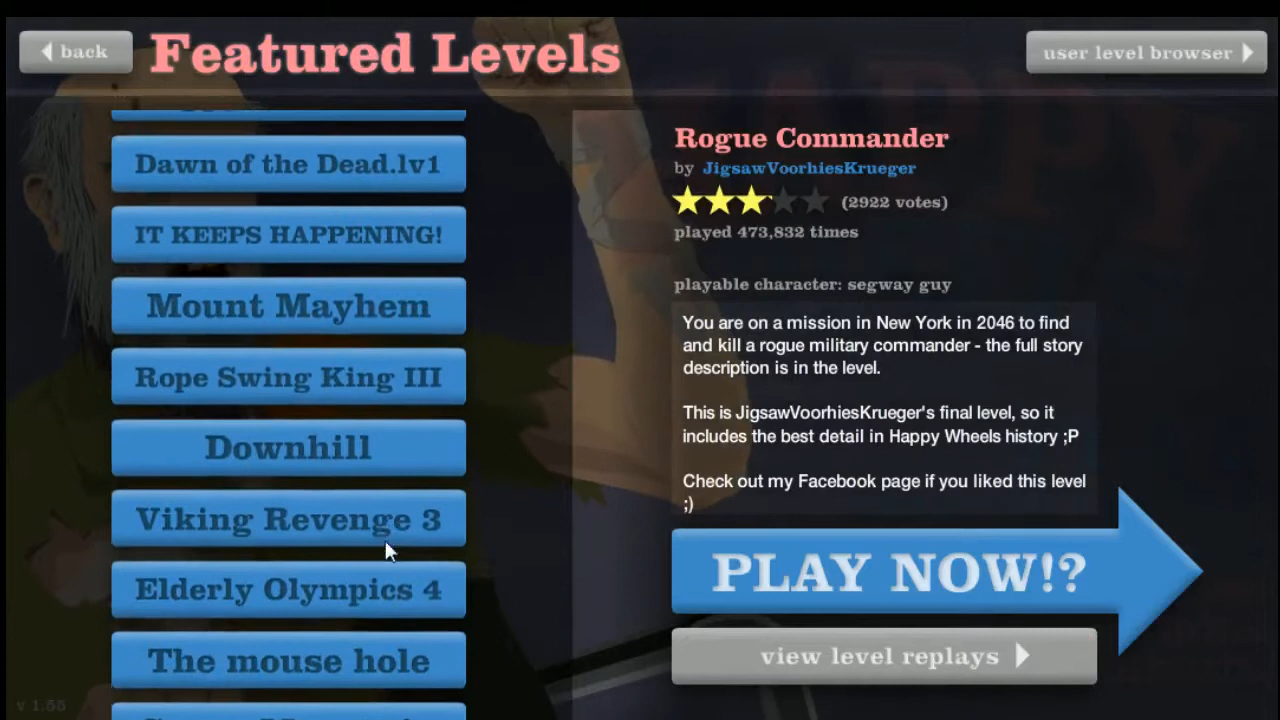 back
Featured Levels
user level browser
Dawn of the Dead.lv1
IT KEEPS HAPPENING!
Mount Mayhem
Rope Swing King III
Downhill
Viking Revenge 3
Elderly Olympics 4
The mouse hole
Rogue Commander
by JigsawVoorhiesKrueger
(2922 votes)
played 473,832 times
playable character: segway guy
You are on a mission in New York in 2046 to find
and kill a rogue military commander - the full story
description is in the level.
This is JigsawVoorhiesKrueger's final level, so it
includes the best detail in Happy Wheels history ;P
Check out my Facebook page if you liked this level
;)
PLAY NOW!?
view level replays
v 1.55